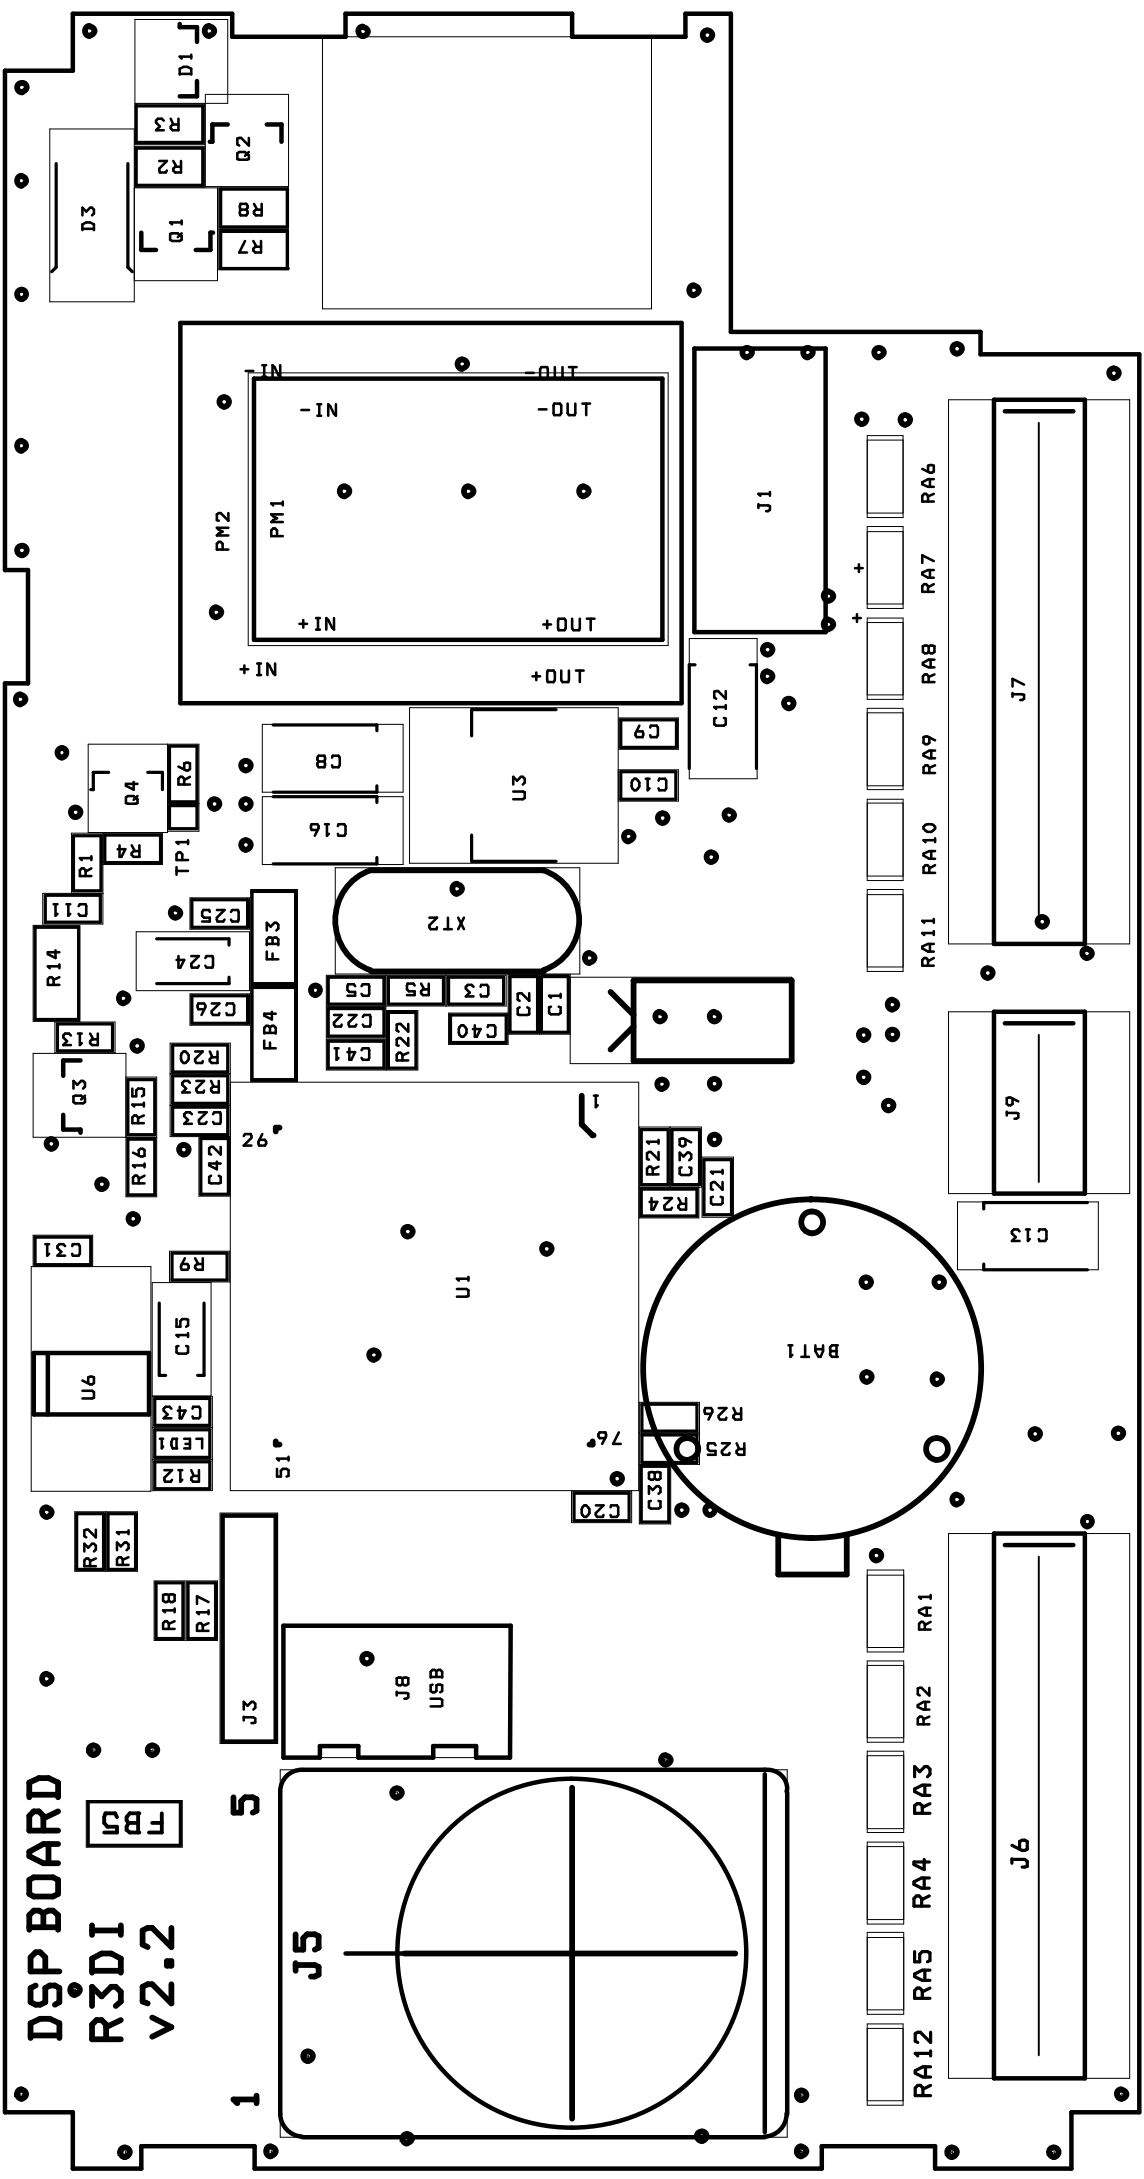 D1
R3
Q2
R2
D3
R8
Q1
R7
-IN
-OUT
-IN
-OUT
PM2
PM1
J1
RA6
+
RA7
+
+IN
+OUT
+IN
+OUT
RA8
J7
C12
C9
RA9
C8
U3
C10
R6
Q4
C16
RA10
R4
TP1
R1
C11
C25
XT2
RA11
FB3
R14
C24
C5
R5
C3
C2
C1
C26
FB4
C22
C40
R13
R22
C41
R20
Q3
R23
R15
C23
1
J9
26
R16
C42
R21
C39
R24
C21
C31
C13
R9
U1
C15
BAT1
U6
C43
R26
LED1
R25
76
51
R12
C38
C20
R32
R31
R18
R17
RA1
J3
J8
USB
RA2
FB5
5
RA3
J6
RA4
J5
RA5
1
RA12
DSP BOARD
R3DI
v2.2